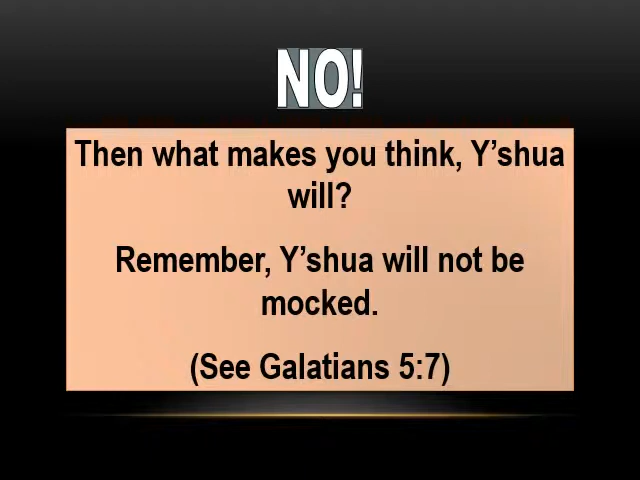 NO!
Then what makes you think, Y’shua
will?
Remember, Y’shua will not be
mocked.
(See Galatians 5:7)